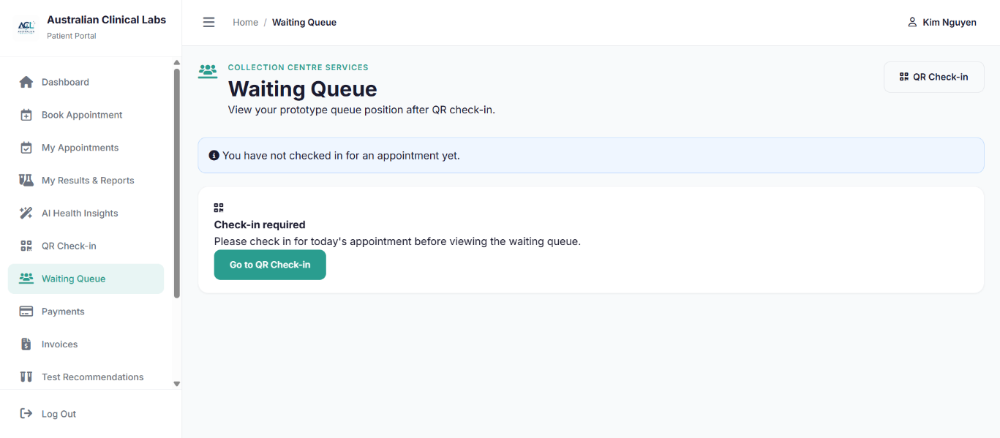 ACL
AUSTRALIAN
Australian Clinical Labs
Patient Portal
Dashboard
Book Appointment
My Appointments
My Results & Reports
AI Health Insights
QR Check-in
Waiting Queue
Payments
Invoices
Test Recommendations
Log Out
Home / Waiting Queue
Kim Nguyen
COLLECTION CENTRE SERVICES
Waiting Queue
View your prototype queue position after QR check-in.
QR Check-in
You have not checked in for an appointment yet.
Check-in required
Please check in for today's appointment before viewing the waiting queue.
Go to QR Check-in